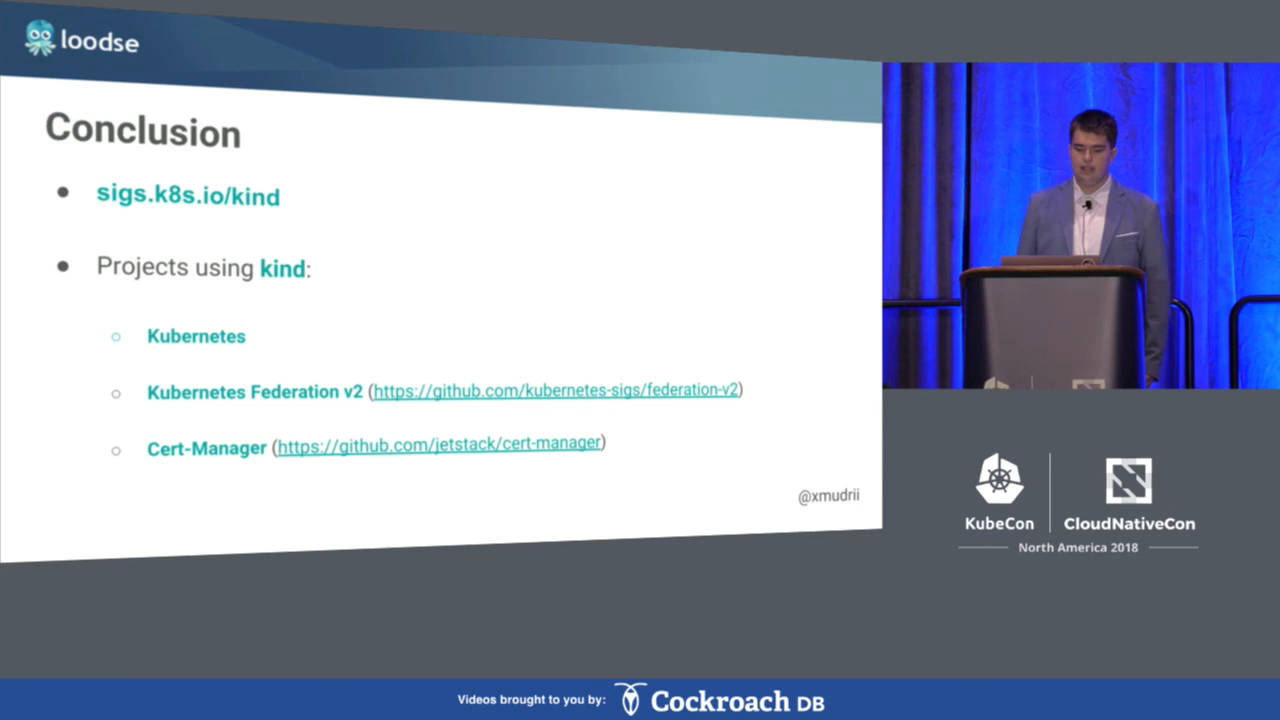 loodse
Conclusion
sigs.k8s.io/kind
Projects using kind:
Kubernetes
Kubernetes Federation v2 (https://github.com/kubernetes-sigs/federation-v2)
Cert-Manager (https://github.com/jetstack/cert-manager)
@xmudrii
KubeCon
CloudNativeCon
North America 2018
Videos brought to you by:
Cockroach DB